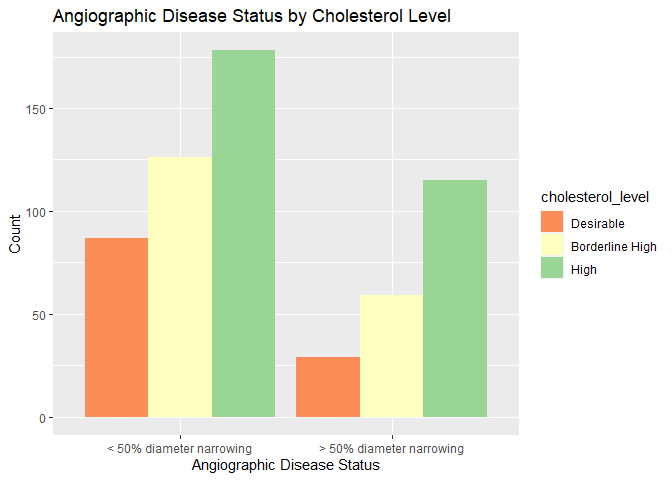 Angiographic Disease Status by Cholesterol Level
Count
150
100
50
0
< 50% diameter narrowing
> 50% diameter narrowing
Angiographic Disease Status
cholesterol_level
Desirable
Borderline High
High